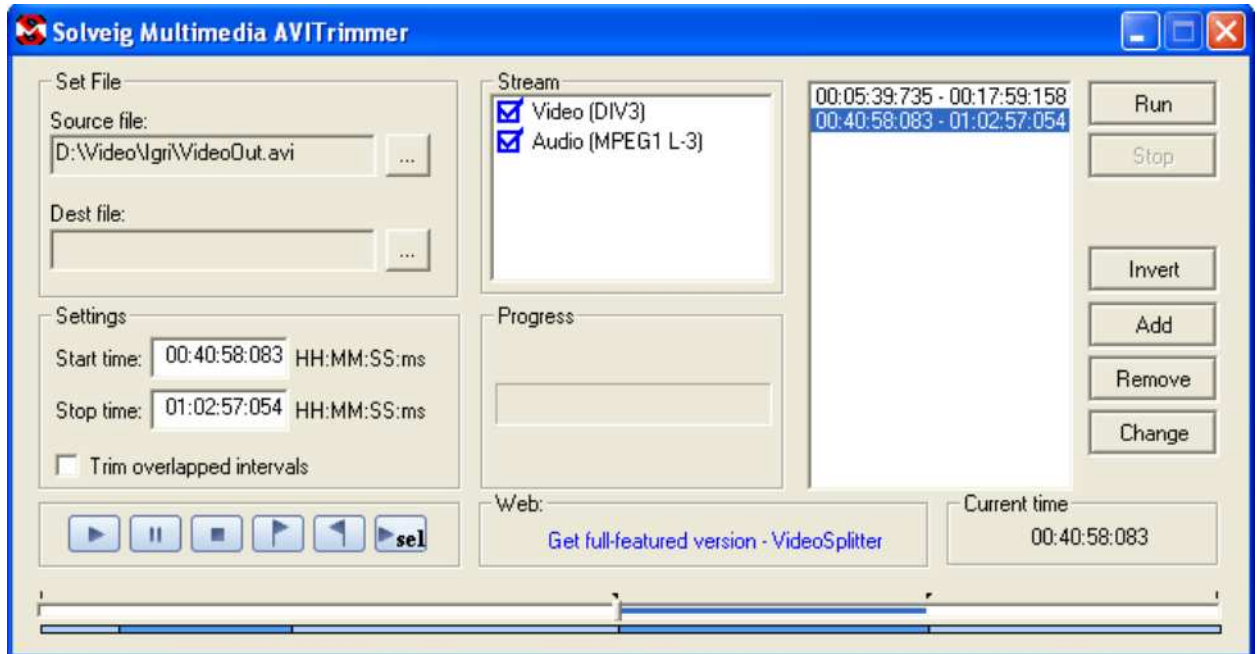 Solveig Multimedia AVITrimmer
Set File
Source file:
D:\Video\Igri\VideoOut.avi
...
Dest file:
...
Stream
Video (DIV3)
Audio (MPEG1 L-3)
00:05:39:735 - 00:17:59:158
00:40:58:083 - 01:02:57:054
Run
Stop
Invert
Add
Remove
Change
Settings
Start time: 00:40:58:083 HH:MM:SS:ms
Stop time: 01:02:57:054 HH:MM:SS:ms
Trim overlapped intervals
Progress
sel
Web:
Get full-featured version - VideoSplitter
Current time
00:40:58:083